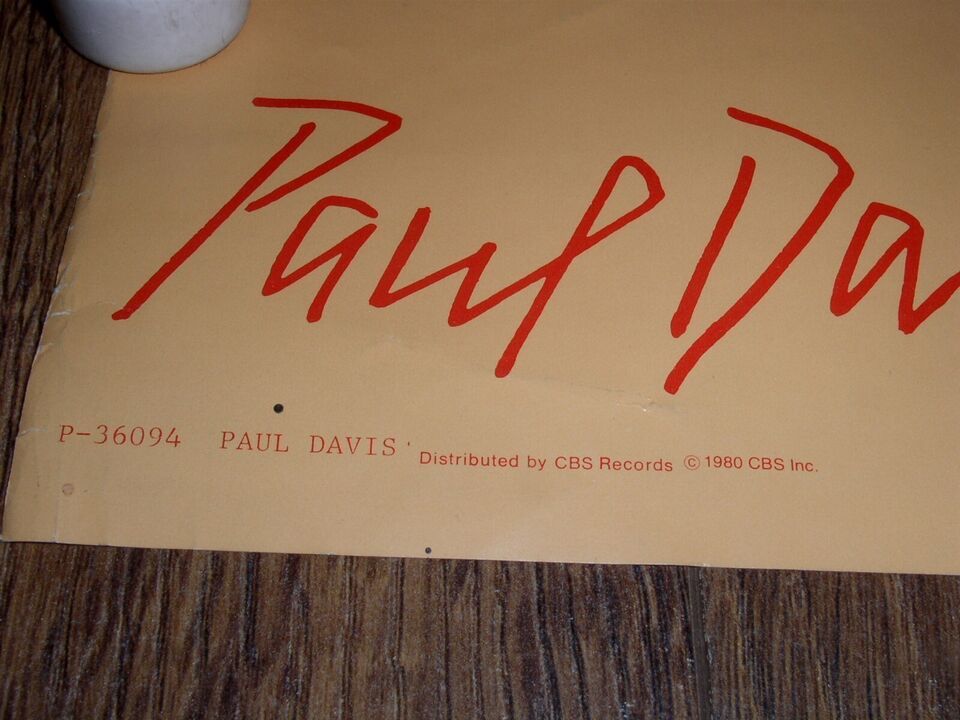 Paul Da
P-36094 PAUL DAVIS Distributed by CBS Records © 1980 CBS Inc.